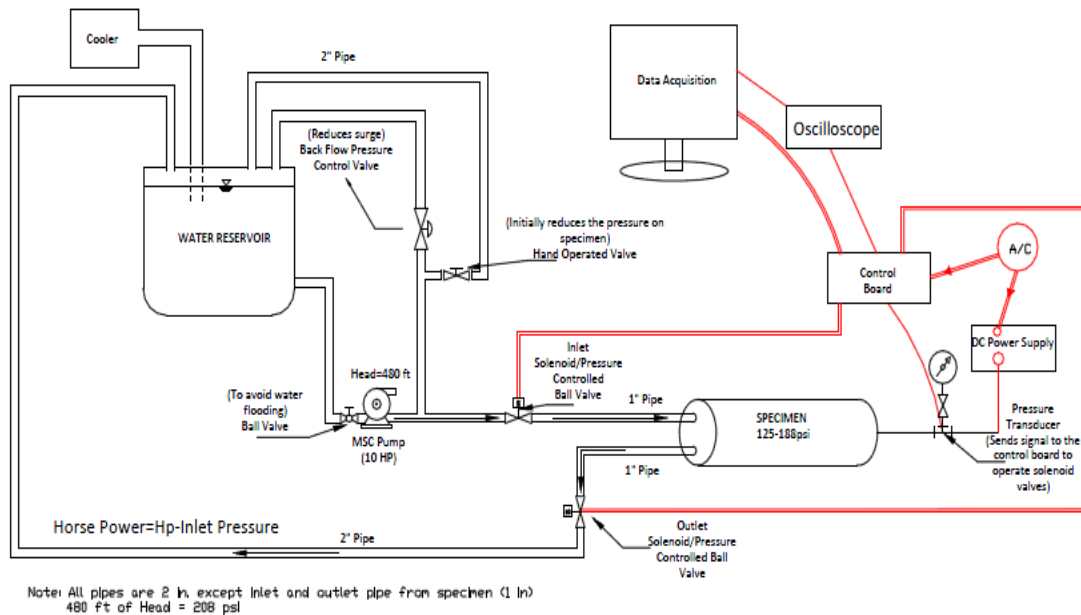 Cooler
2" Pipe
Data Acquisition
Oscilloscope
(Reduces surge)
Back Flow Pressure
Control Valve
WATER RESERVOIR
(Initially reduces the pressure on
specimen)
Hand Operated Valve
A/C
Control
Board
DC Power Supply
Inlet
Solenoid/Pressure
Controlled
Ball Valve
Head=480 ft
(To avoid water
flooding)
Ball Valve
MSC Pump
(10 HP)
1" Pipe
SPECIMEN
125-188psi
Pressure
Transducer
(Sends signal to the
control board to
operate solenoid
valves)
1" Pipe
Horse Power=Hp-Inlet Pressure
2" Pipe
Outlet
Solenoid/Pressure
Controlled Ball
Valve
Note: All pipes are 2 in. except inlet and outlet pipe from specimen (1 in)
480 ft of Head = 208 psi